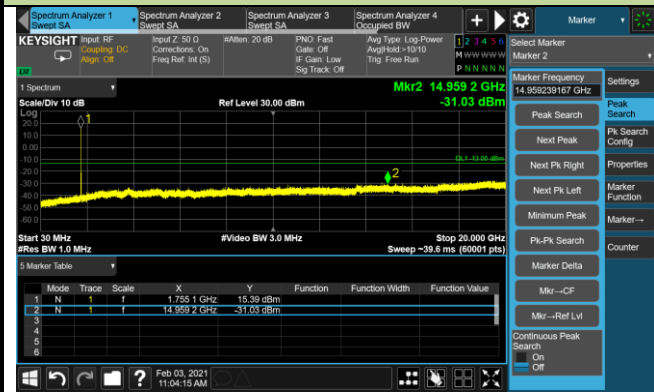 Spectrum Analyzer 1
Swept SA
Spectrum Analyzer 2
Swept SA
Spectrum Analyzer 3
Swept SA
Spectrum Analyzer 4
Occupied BW
Marker
KEYSIGHT
Input: RF
Coupling: DC
Align: Off
Input Z: 50 Ω
Corrections: On
Freq Ref: Int (S)
#Atten: 20 dB
PNO: Fast
Gate: Off
IF Gain: Low
Sig Track: Off
Avg Type: Log-Power
Avg|Hold:>10/10
Trig: Free Run
1 2 3 4 5 6
M W W W W W
P N N N N N
Select Marker
Marker 2
Marker Frequency
14.959239167 GHz
Peak Search
Next Peak
Next Pk Right
Next Pk Left
Minimum Peak
Pk-Pk Search
Marker Delta
Mkr→CF
Mkr→Ref Lvl
Continuous Peak
Search
On
Off
Settings
Peak
Search
Pk Search
Config
Properties
Marker
Function
Marker→
Counter
1 Spectrum
Scale/Div 10 dB
Ref Level 30.00 dBm
Mkr2 14.959 2 GHz
-31.03 dBm
Log
20.0
10.0
0.00
-10.0
-20.0
-30.0
-40.0
-50.0
-60.0
1
2
DL1 -13.00 dBm
Start 30 MHz
#Video BW 3.0 MHz
Stop 20.000 GHz
#Res BW 1.0 MHz
Sweep ~39.6 ms (60001 pts)
5 Marker Table
Mode Trace Scale X Y Function Function Width Function Value
1 N 1 f 1.755 1 GHz 15.39 dBm
2 N 1 f 14.959 2 GHz -31.03 dBm
3
4
5
6
?
Feb 03, 2021
11:04:15 AM